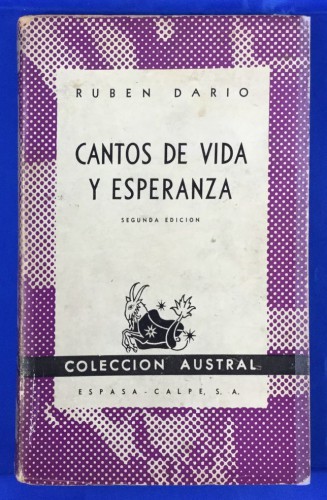 RUBEN DARIO
CANTOS DE VIDA
Y ESPERANZA
SEGUNDA EDICION
COLECCION AUSTRAL
ESPASA - CALPE, S. A.